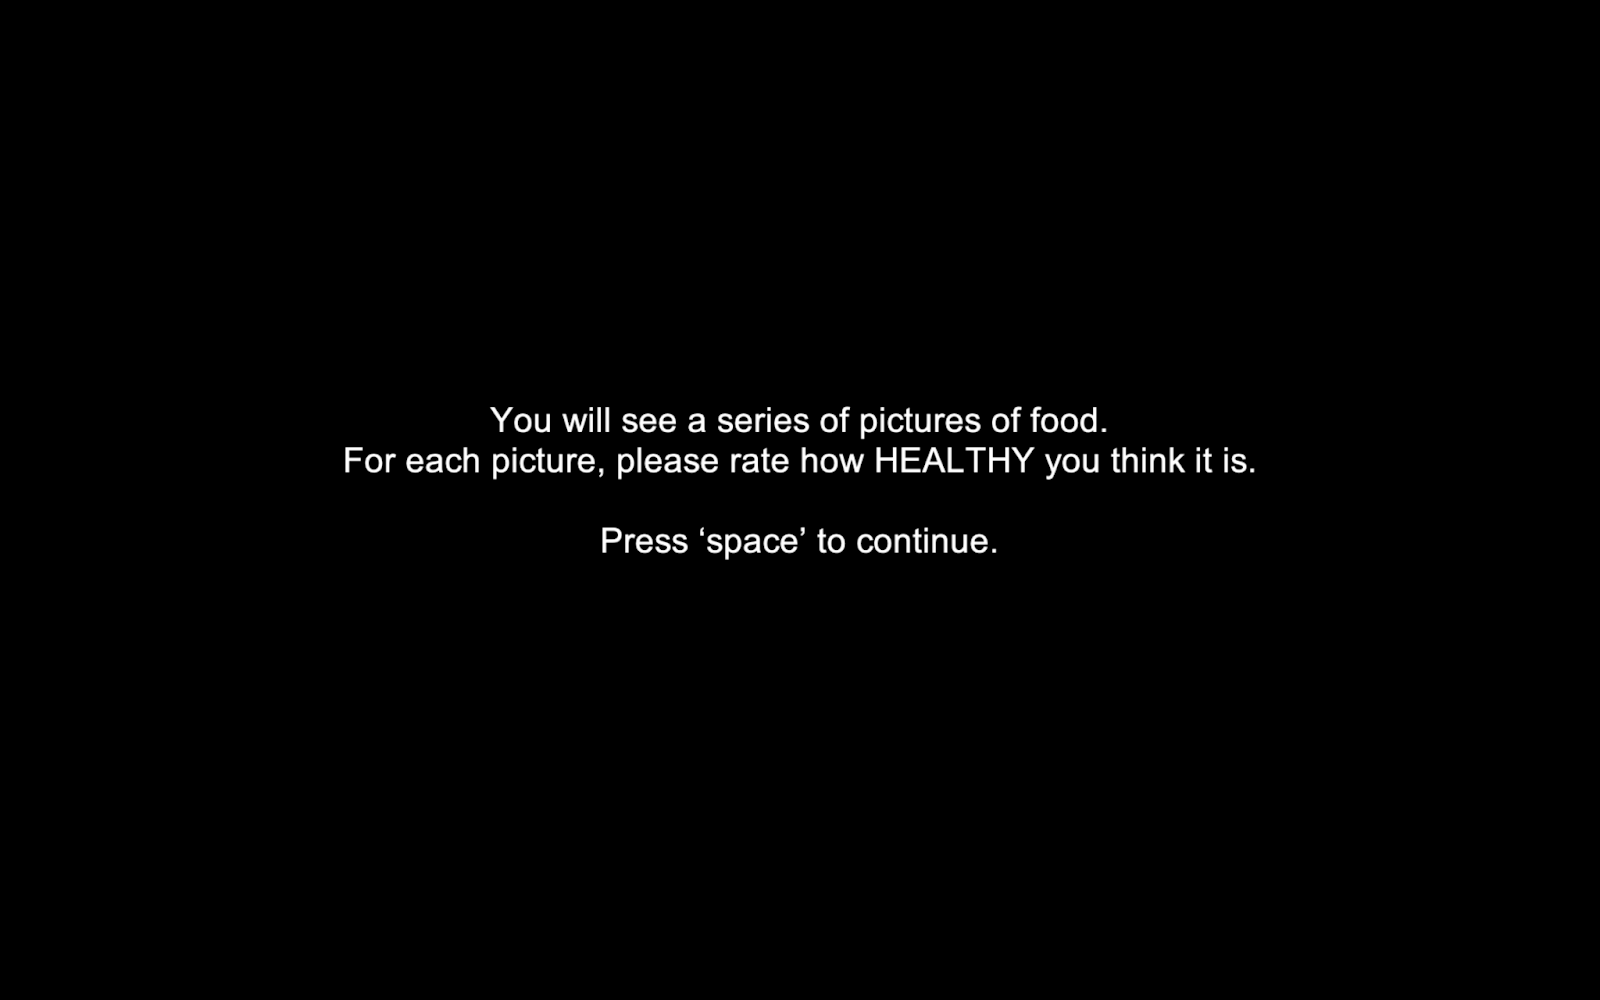 You will see a series of pictures of food.
For each picture, please rate how HEALTHY you think it is.
Press ‘space’ to continue.